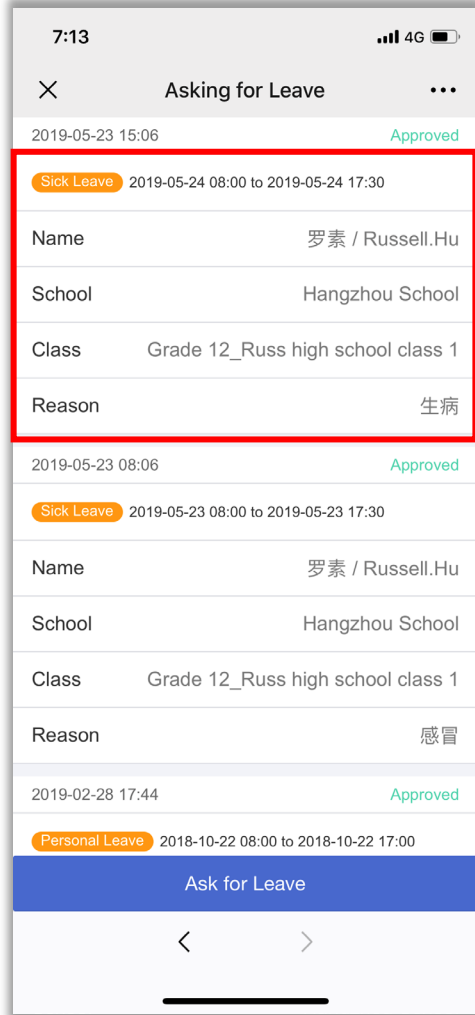 7:13 4G
Asking for Leave
2019-05-23 15:06 Approved
Sick Leave 2019-05-24 08:00 to 2019-05-24 17:30
Name 罗素 / Russell.Hu
School Hangzhou School
Class Grade 12_Russ high school class 1
Reason 生病
2019-05-23 08:06 Approved
Sick Leave 2019-05-23 08:00 to 2019-05-23 17:30
Name 罗素 / Russell.Hu
School Hangzhou School
Class Grade 12_Russ high school class 1
Reason 感冒
2019-02-28 17:44 Approved
Personal Leave 2018-10-22 08:00 to 2018-10-22 17:00
Ask for Leave